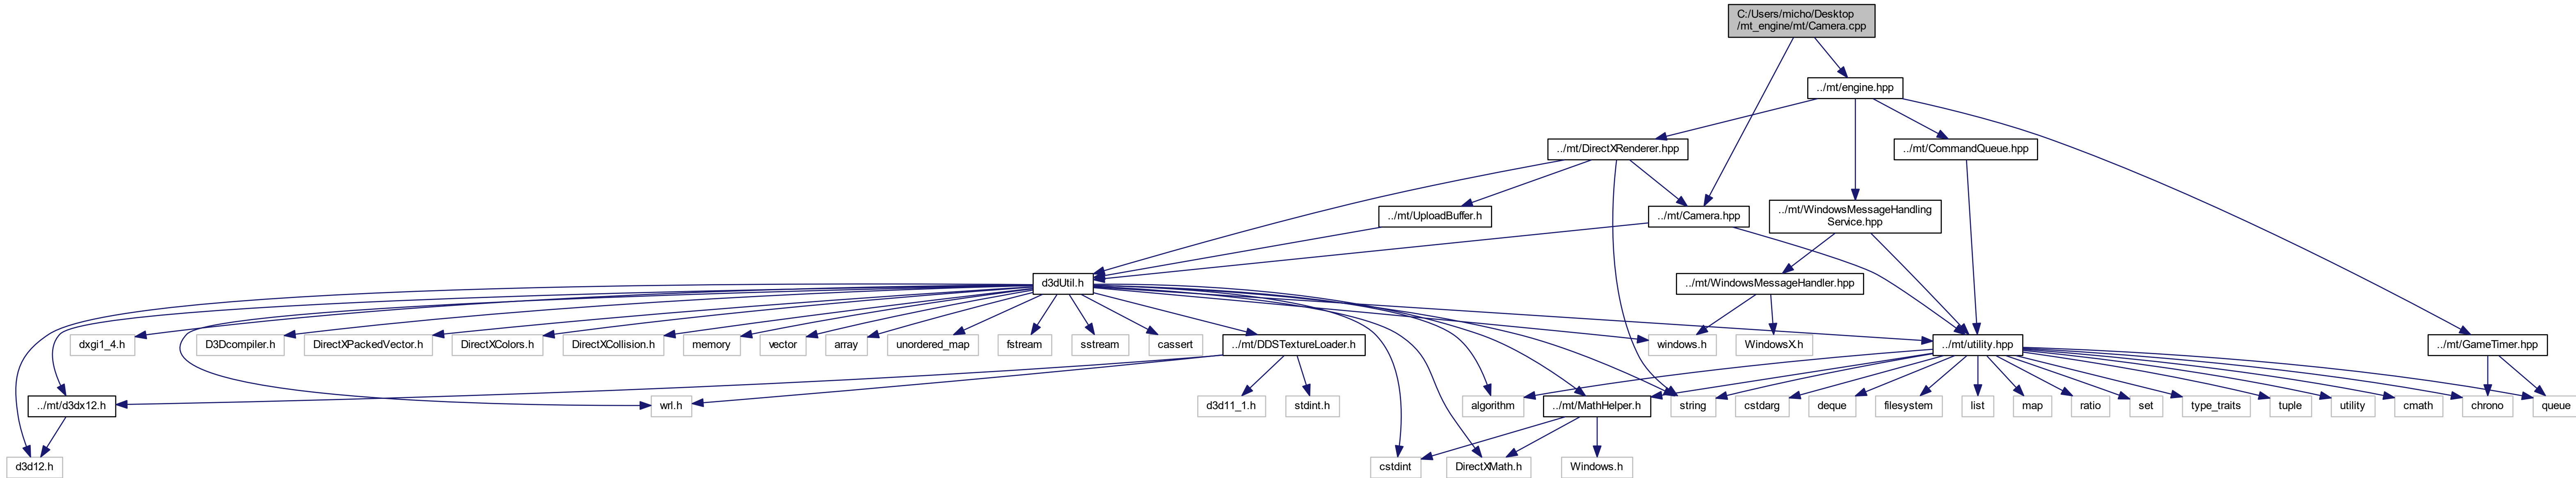 C:/Users/micho/Desktop
/mt_engine/mt/Camera.cpp
../mt/engine.hpp
../mt/DirectXRenderer.hpp
../mt/CommandQueue.hpp
../mt/UploadBuffer.h
../mt/Camera.hpp
../mt/WindowsMessageHandling
Service.hpp
d3dUtil.h
../mt/WindowsMessageHandler.hpp
dxgi1_4.h
D3Dcompiler.h
DirectXPackedVector.h
DirectXColors.h
DirectXCollision.h
memory
vector
array
unordered_map
fstream
sstream
cassert
../mt/DDSTextureLoader.h
windows.h
WindowsX.h
../mt/utility.hpp
../mt/GameTimer.hpp
../mt/d3dx12.h
wrl.h
d3d11_1.h
stdint.h
algorithm
../mt/MathHelper.h
string
cstdarg
deque
filesystem
list
map
ratio
set
type_traits
tuple
utility
cmath
chrono
queue
d3d12.h
cstdint
DirectXMath.h
Windows.h